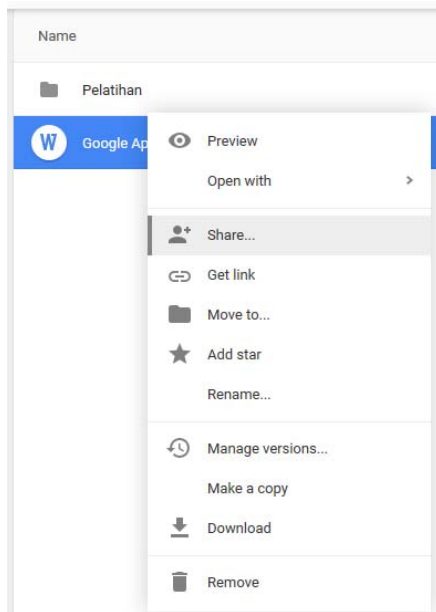 Name
Pelatihan
W
Google Ap
Preview
Open with
Share...
Get link
Move to...
Add star
Rename...
Manage versions...
Make a copy
Download
Remove